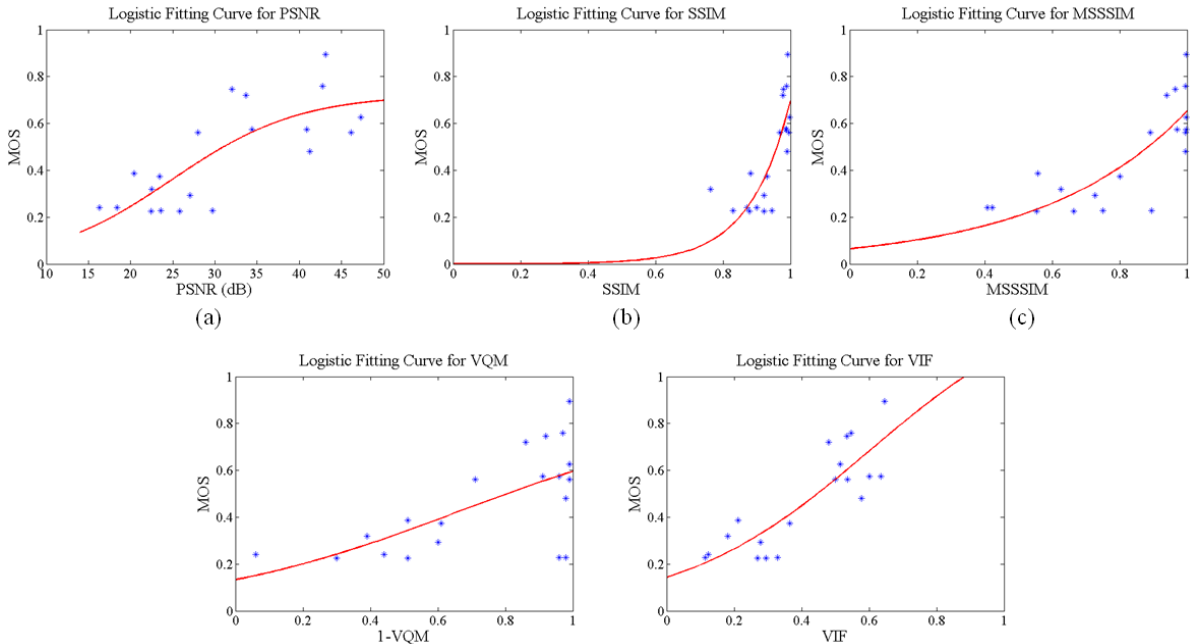 Logistic Fitting Curve for PSNR
1
0.8
0.6
0.4
0.2
0
MOS
10 15 20 25 30 35 40 45 50
PSNR (dB)
(a)
Logistic Fitting Curve for SSIM
1
0.8
0.6
0.4
0.2
0
MOS
0 0.2 0.4 0.6 0.8 1
SSIM
(b)
Logistic Fitting Curve for MSSSIM
1
0.8
0.6
0.4
0.2
0
MOS
0 0.2 0.4 0.6 0.8 1
MSSSIM
(c)
Logistic Fitting Curve for VQM
1
0.8
0.6
0.4
0.2
0
MOS
0 0.2 0.4 0.6 0.8 1
1-VQM
Logistic Fitting Curve for VIF
1
0.8
0.6
0.4
0.2
0
MOS
0 0.2 0.4 0.6 0.8 1
VIF